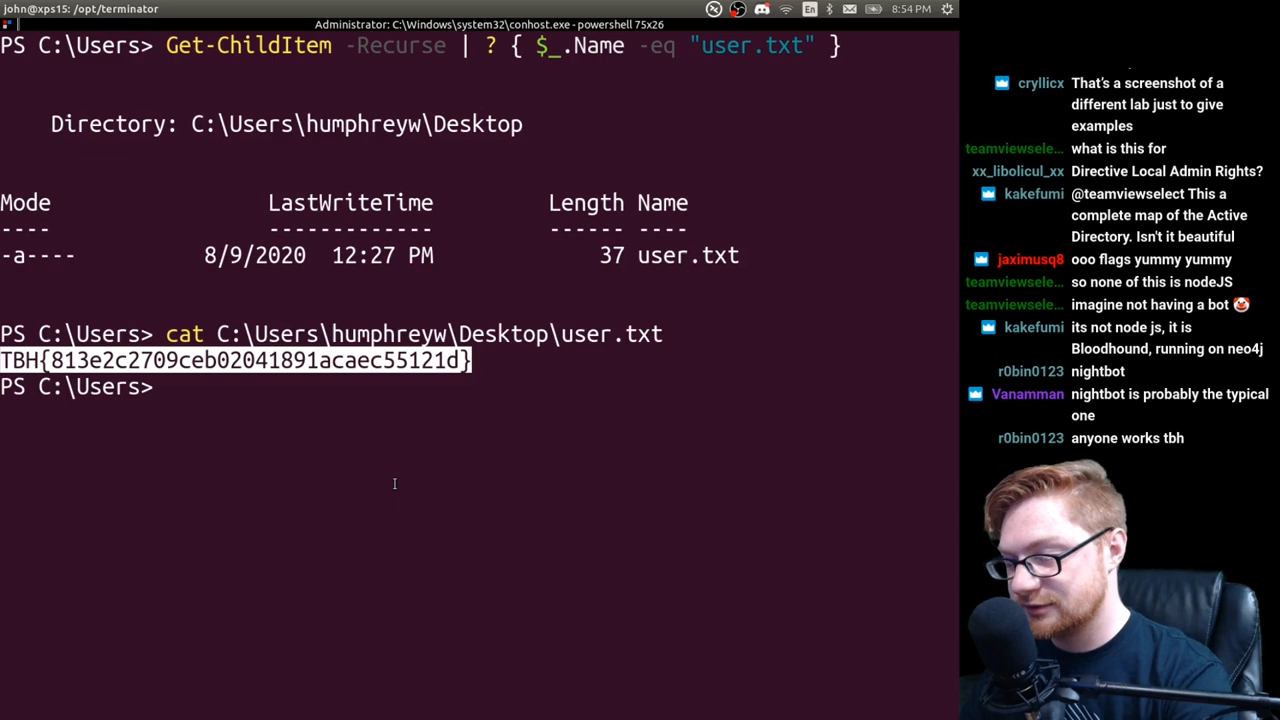 john@xps15: /opt/terminator
En
8:54 PM
Administrator: C:\Windows\system32\conhost.exe - powershell 75x26
PS C:\Users> Get-ChildItem -Recurse | ? { $_.Name -eq "user.txt" }
Directory: C:\Users\humphreyw\Desktop
Mode LastWriteTime Length Name
---- ------------- ------ ----
-a---- 8/9/2020 12:27 PM 37 user.txt
PS C:\Users> cat C:\Users\humphreyw\Desktop\user.txt
TBH{813e2c2709ceb02041891acaec55121d}
PS C:\Users>
cryllicx That's a screenshot of a
different lab just to give
examples
teamviewsele... what is this for
xx_libolicul_xx Directive Local Admin Rights?
kakefumi @teamviewselect This a
complete map of the Active
Directory. Isn't it beautiful
jaximusq8 ooo flags yummy yummy
teamviewsele... so none of this is nodeJS
teamviewsele... imagine not having a bot 🤡
kakefumi its not node js, it is
Bloodhound, running on neo4j
r0bin0123 nightbot
Vanamman nightbot is probably the typical
one
r0bin0123 anyone works tbh